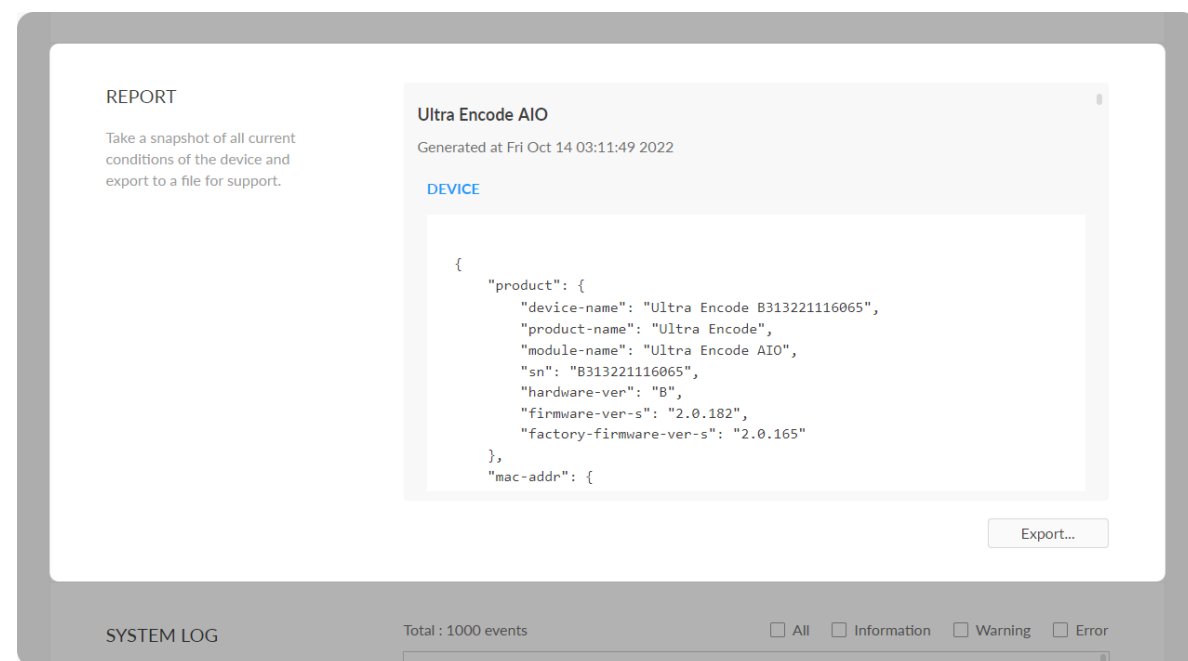 REPORT
Take a snapshot of all current
conditions of the device and
export to a file for support.
Ultra Encode AIO
Generated at Fri Oct 14 03:11:49 2022
DEVICE
{
"product": {
"device-name": "Ultra Encode B313221116065",
"product-name": "Ultra Encode",
"module-name": "Ultra Encode AIO",
"sn": "B313221116065",
"hardware-ver": "B",
"firmware-ver-s": "2.0.182",
"factory-firmware-ver-s": "2.0.165"
},
"mac-addr": {
Export...
SYSTEM LOG
Total : 1000 events
All Information Warning Error